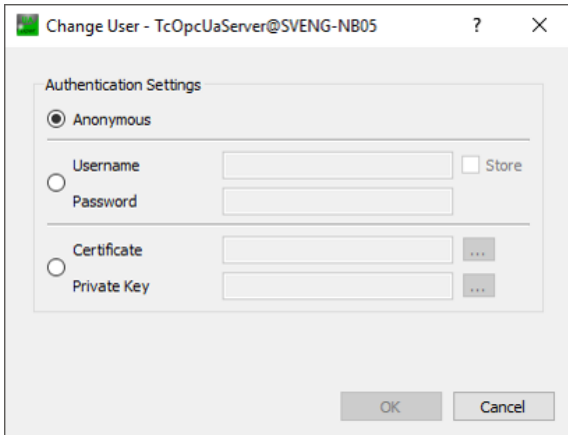 Change User - TcOpcUaServer@SVENG-NB05 ?
Authentication Settings
Anonymous
Username Store
Password
Certificate ...
Private Key ...
OK Cancel